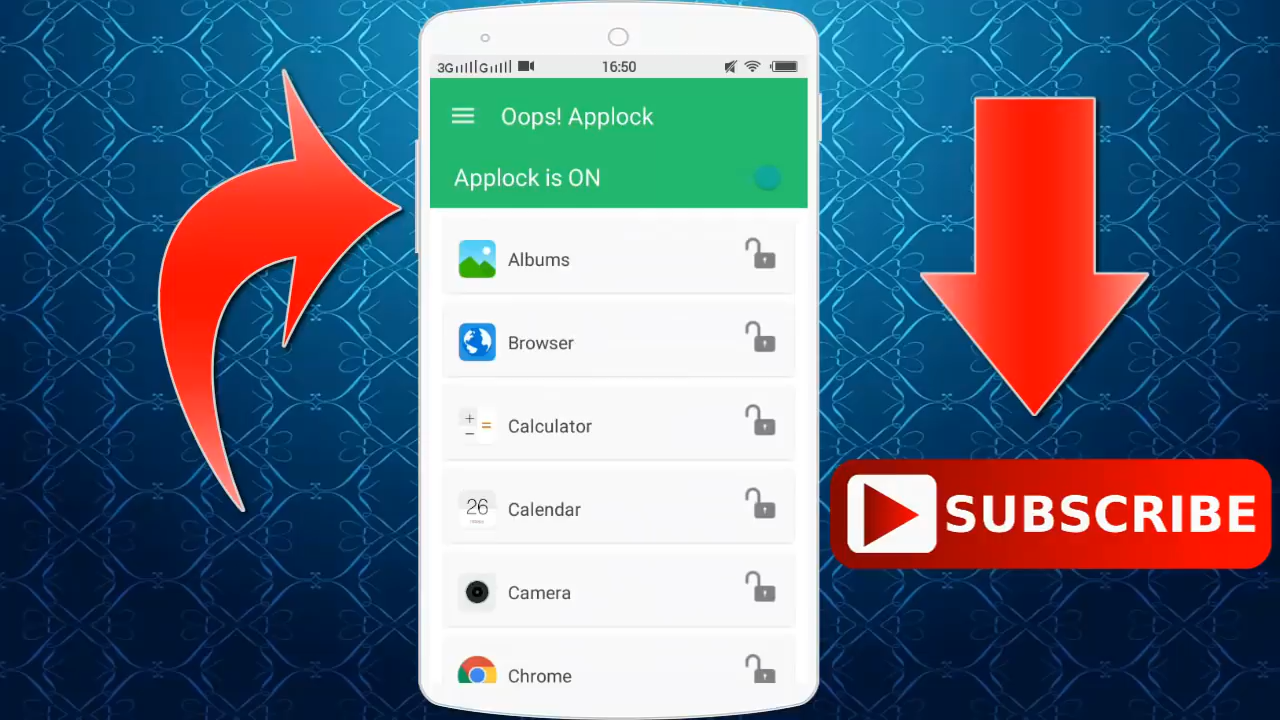 3G G 16:50
Oops! Applock
Applock is ON
Albums
Browser
+
− =
Calculator
26
Calendar
Camera
Chrome
SUBSCRIBE